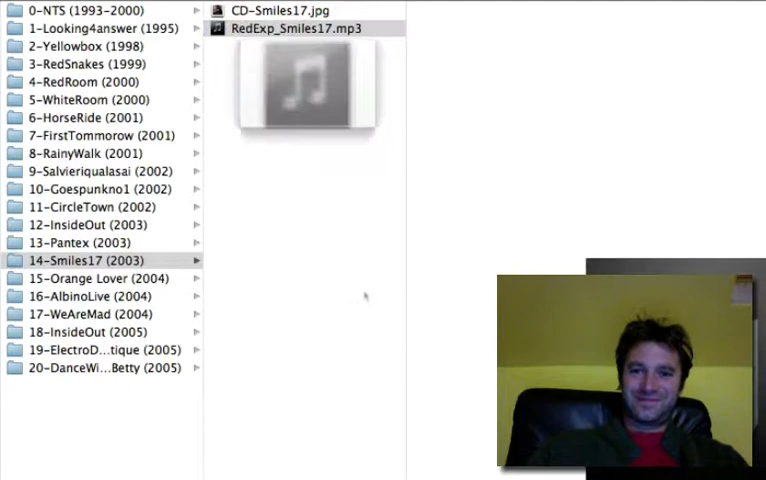 0-NTS (1993-2000)
1-Looking4answer (1995)
2-Yellowbox (1998)
3-RedSnakes (1999)
4-RedRoom (2000)
5-WhiteRoom (2000)
6-HorseRide (2001)
7-FirstTommorow (2001)
8-RainyWalk (2001)
9-Salvieriqualasai (2002)
10-Goespunkno1 (2002)
11-CircleTown (2002)
12-InsideOut (2003)
13-Pantex (2003)
14-Smiles17 (2003)
15-Orange Lover (2004)
16-AlbinoLive (2004)
17-WeAreMad (2004)
18-InsideOut (2005)
19-ElectroD...tique (2005)
20-DanceWi...Betty (2005)
CD-Smiles17.jpg
RedExp_Smiles17.mp3